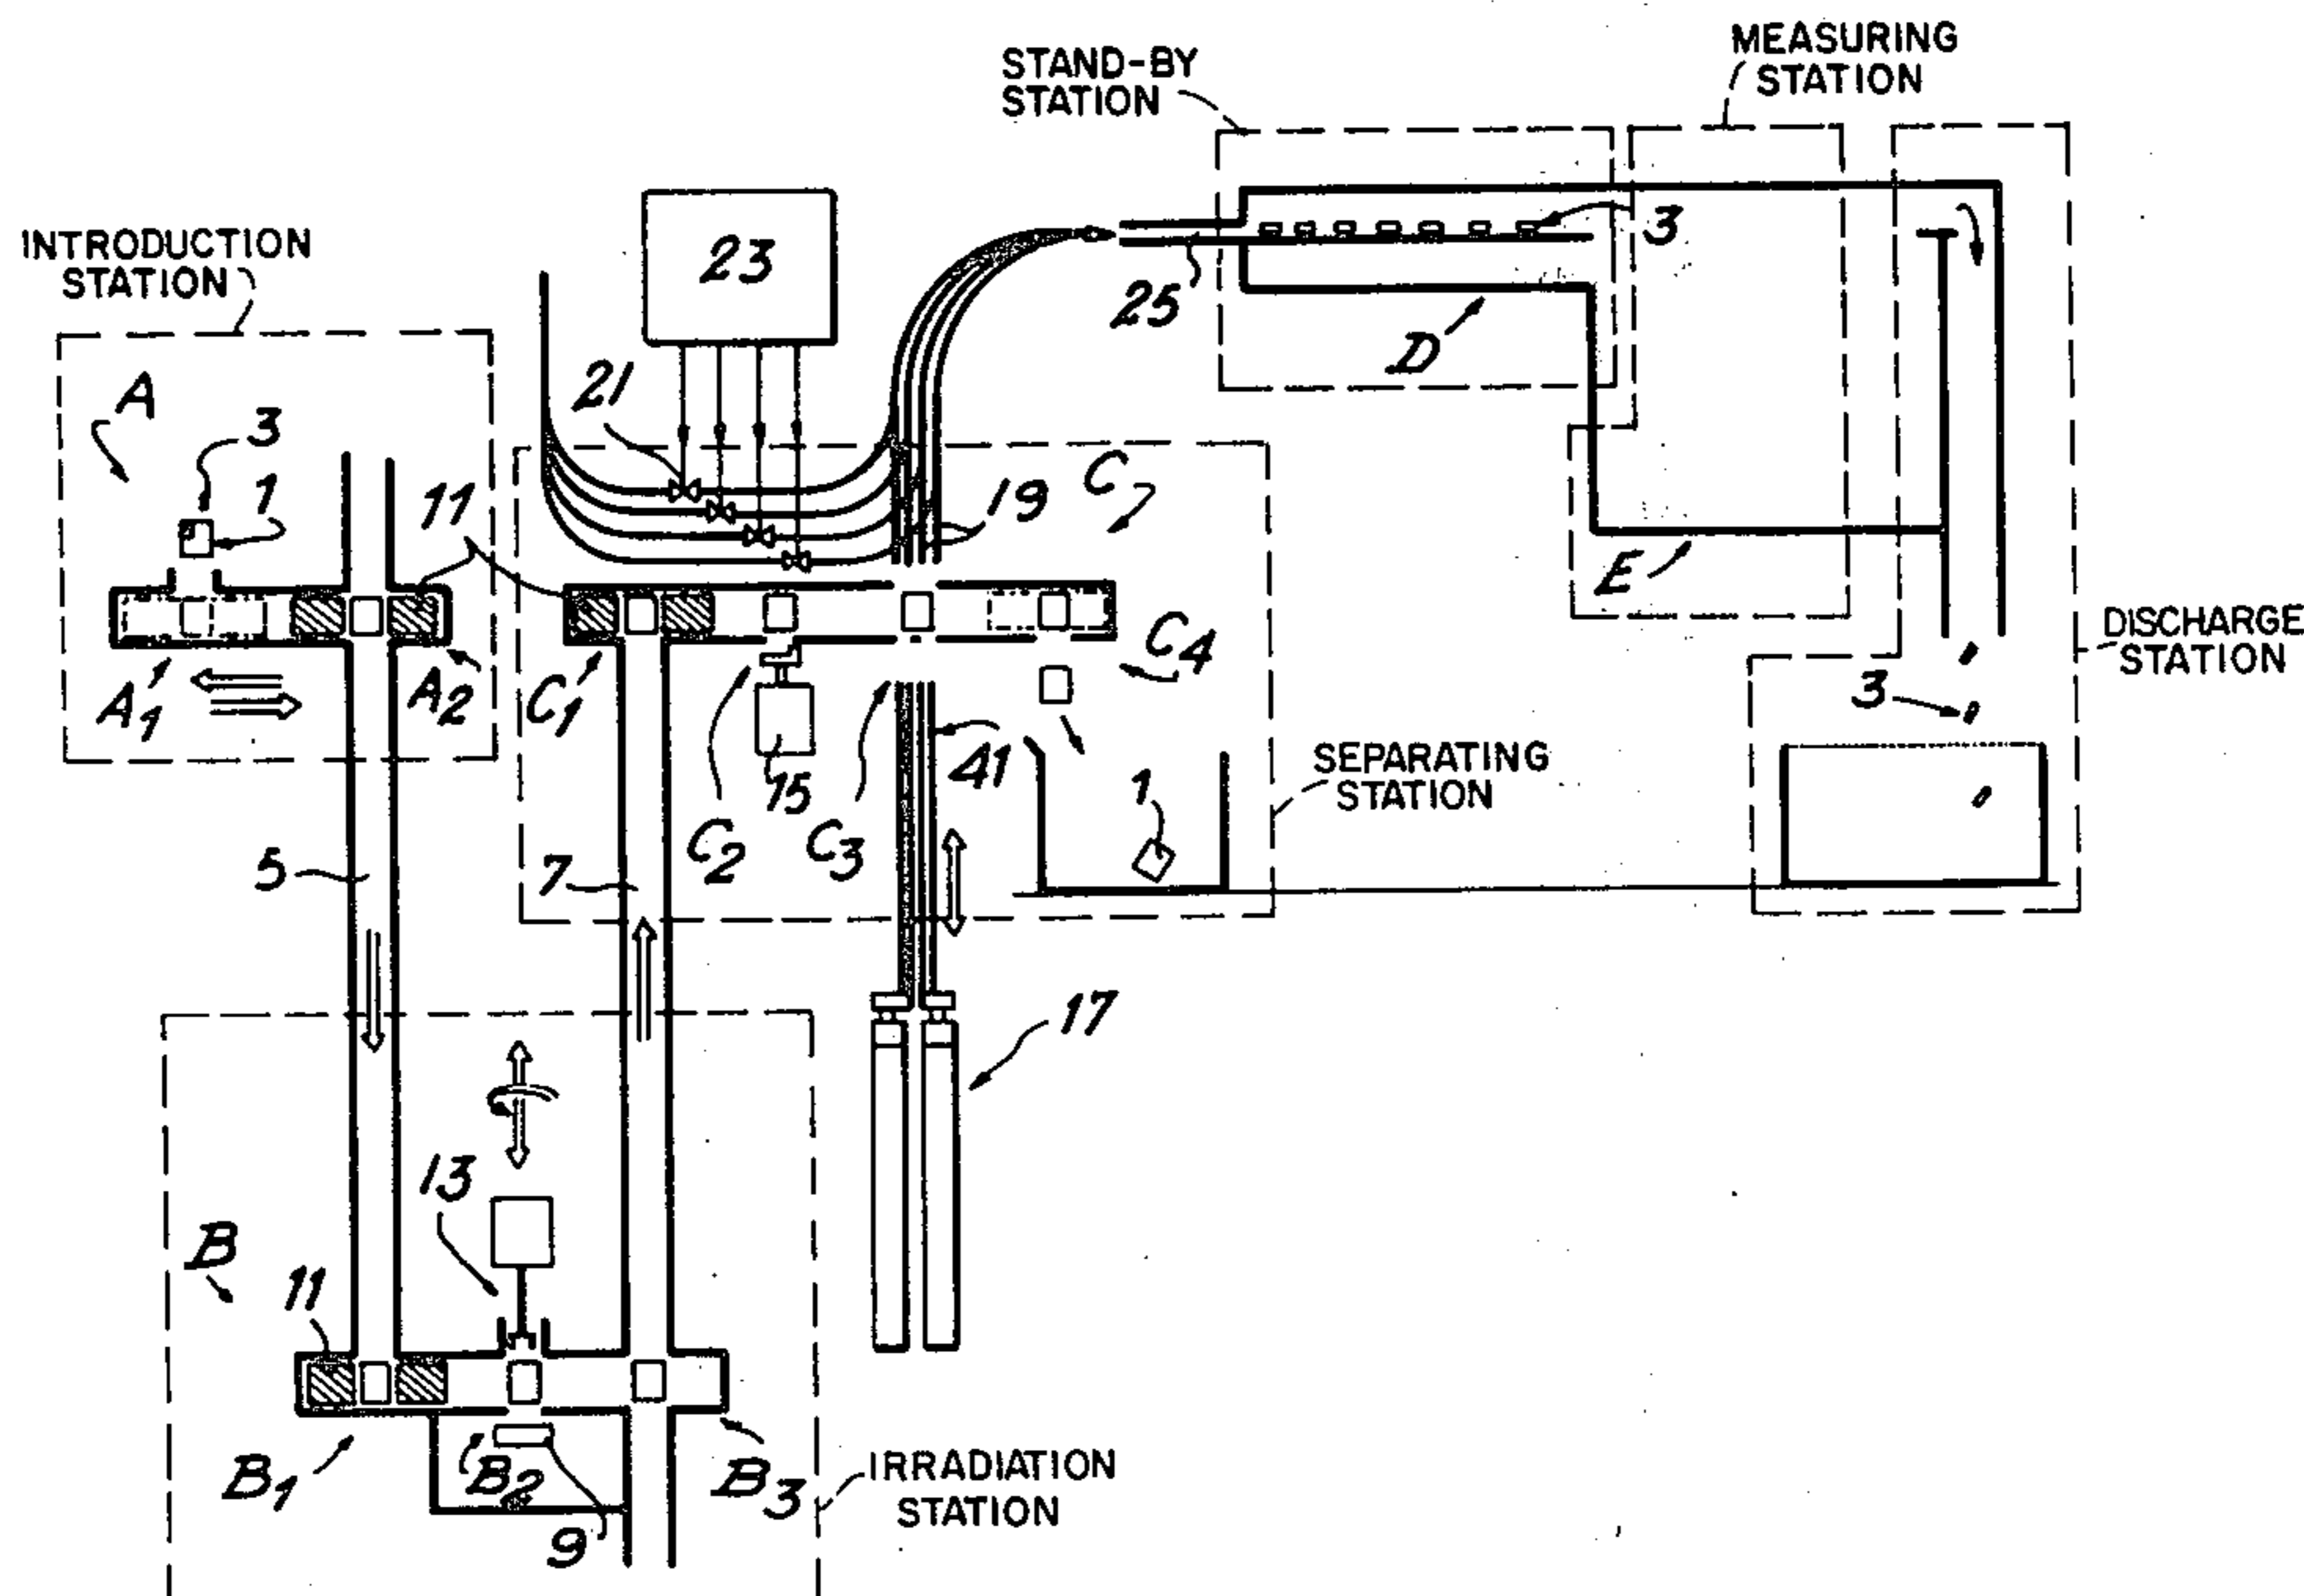 STAND-BY
STATION
MEASURING
STATION
INTRODUCTION
STATION
23
3
25
D
A
3
1
11
21
C
19
E
A1
A2
C1
C2
15
C3
41
C4
DISCHARGE
STATION
3
SEPARATING
STATION
1
5
7
17
13
B
11
B1
B2
B3
9
IRRADIATION
STATION